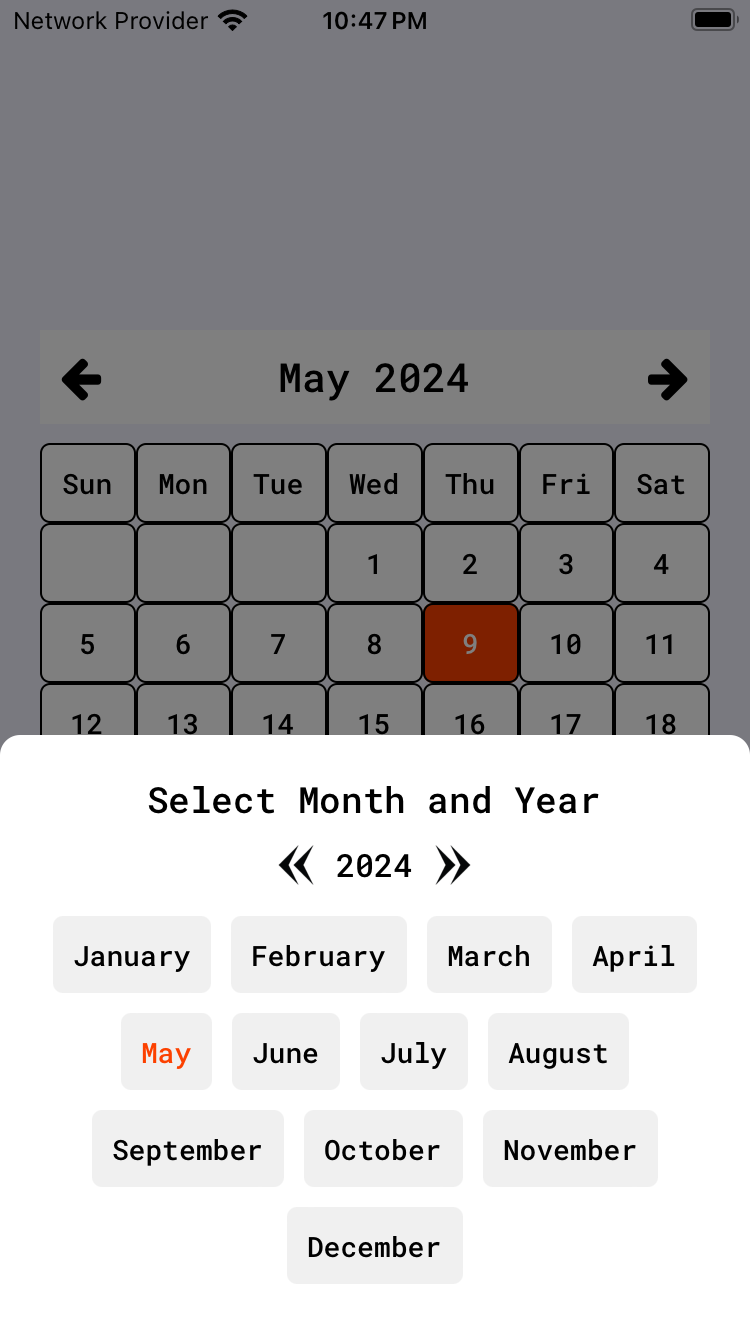 Network Provider 10:47 PM
May 2024
Sun Mon Tue Wed Thu Fri Sat
1 2 3 4
5 6 7 8 9 10 11
12 13 14 15 16 17 18
Select Month and Year
2024
January February March April
May June July August
September October November
December